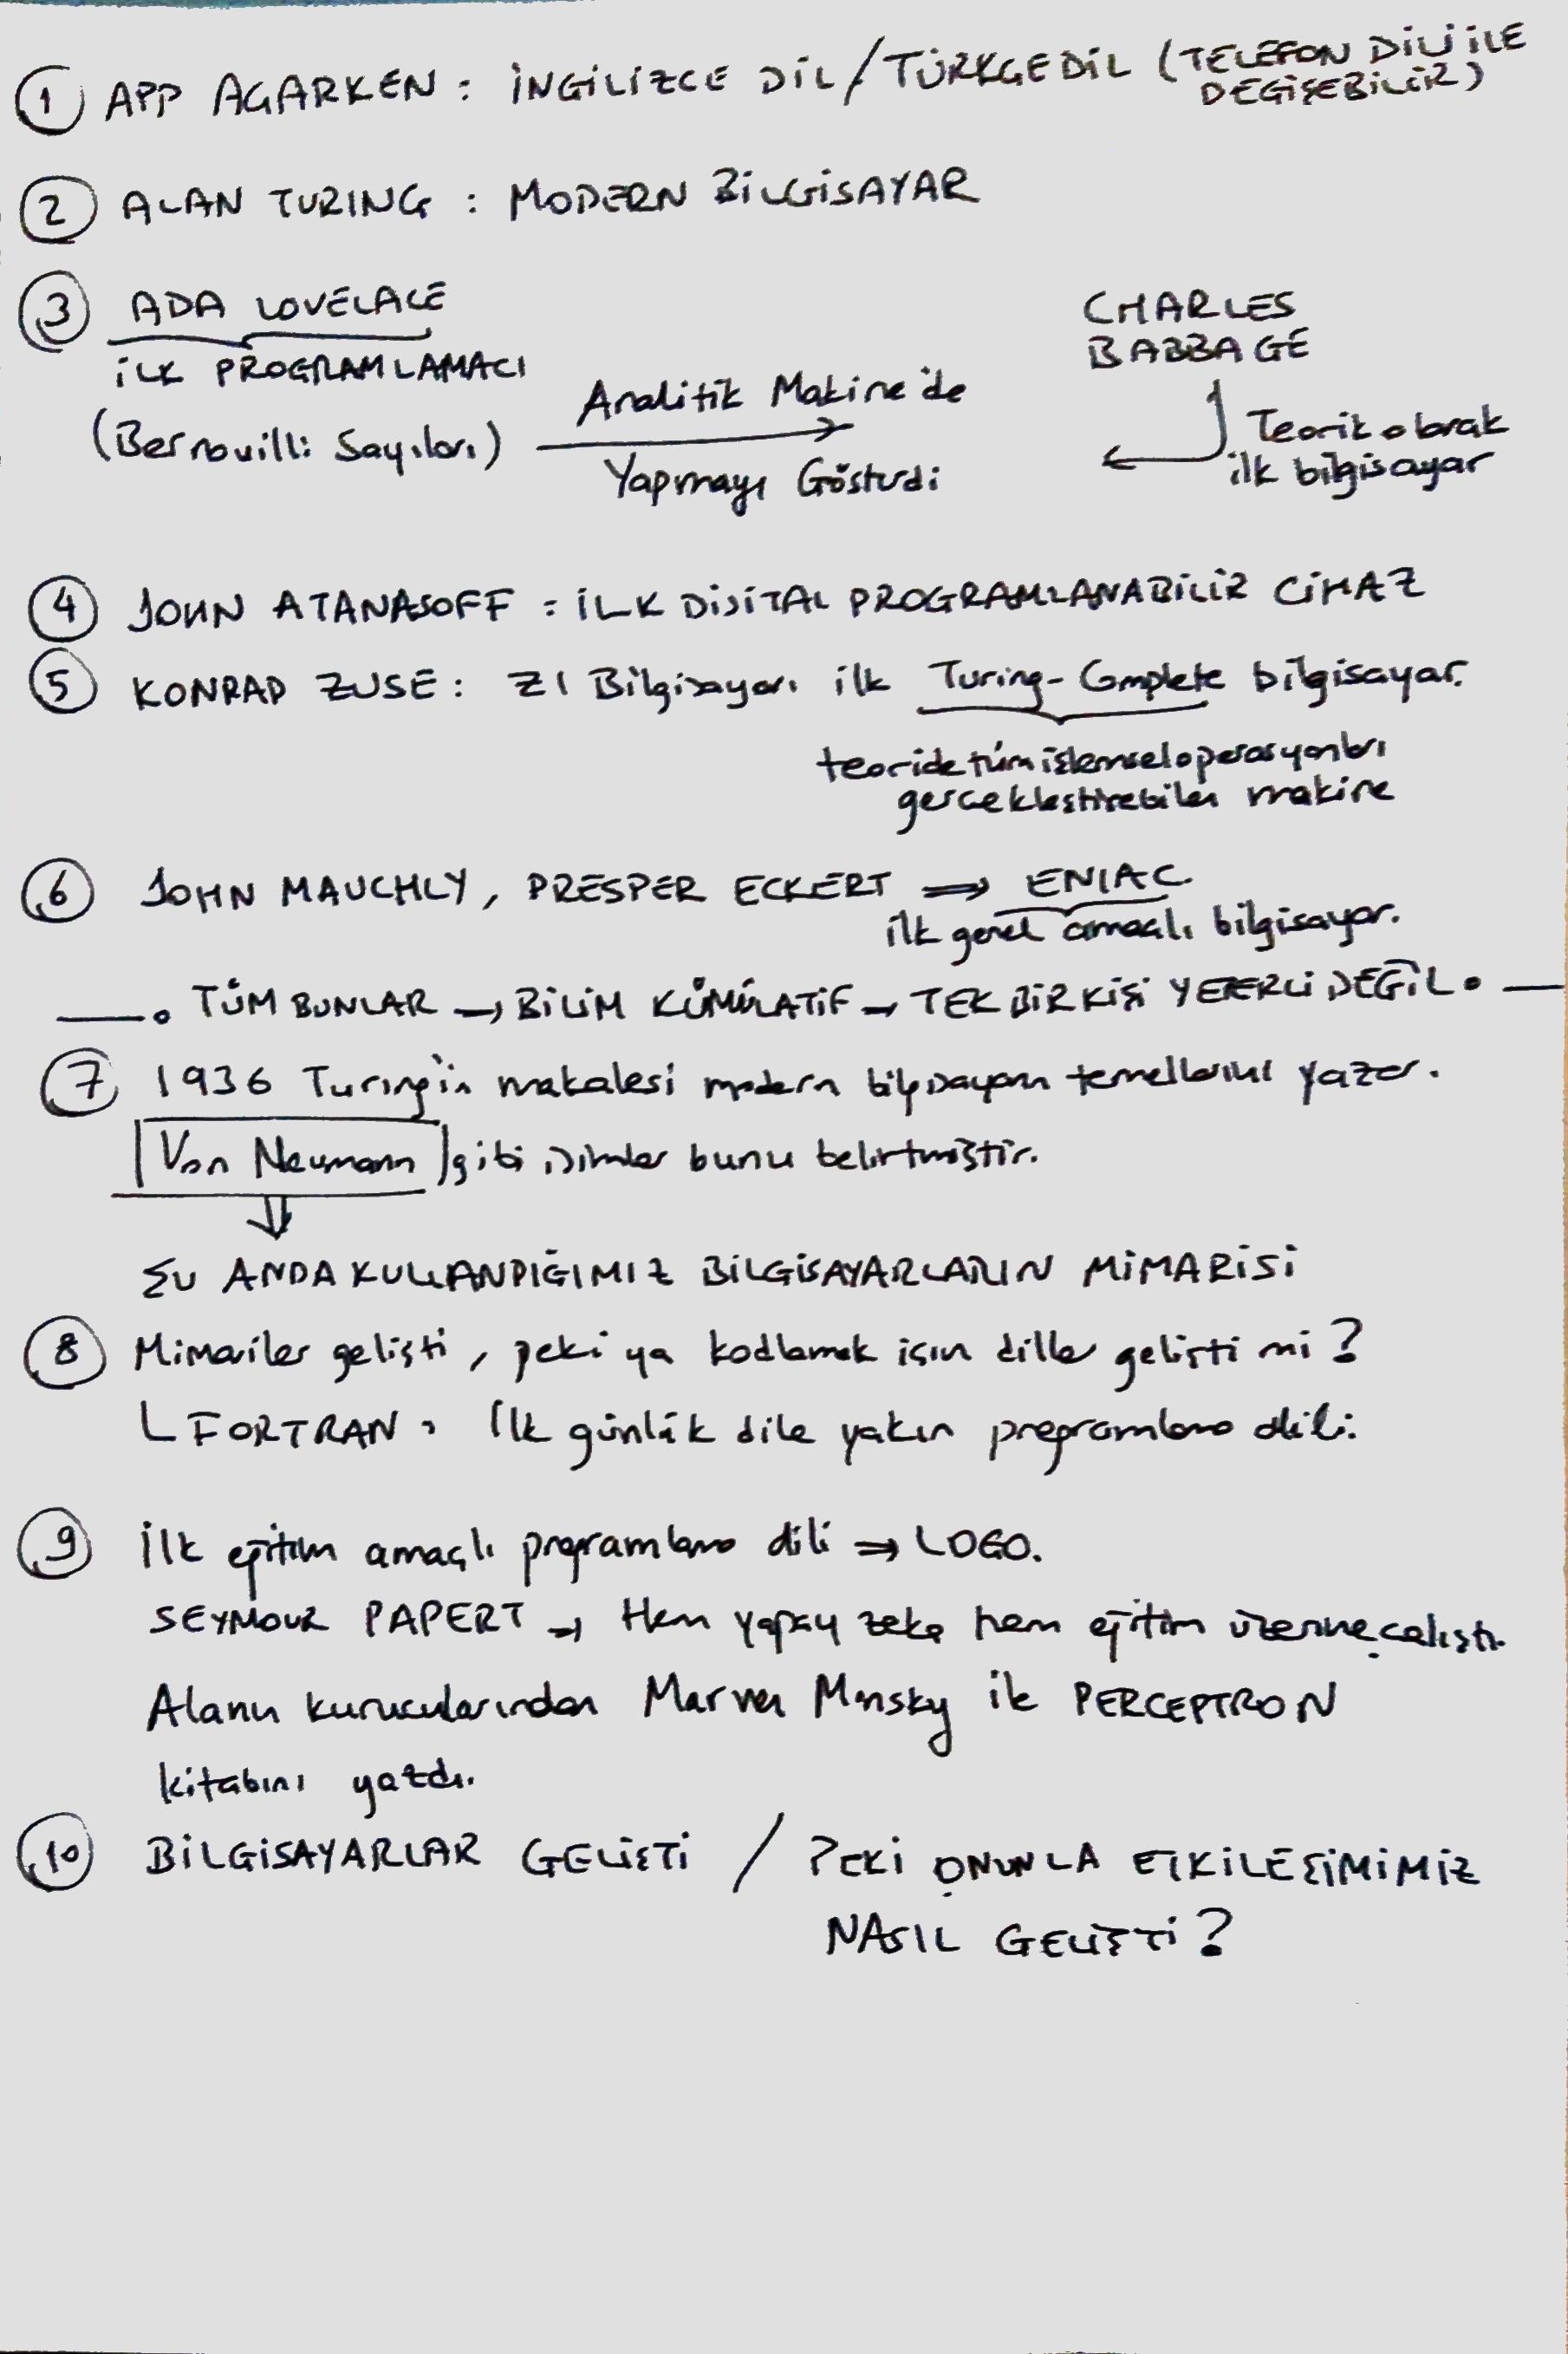 1 APP AÇARKEN : İNGİLİZCE DİL / TÜRKÇE DİL (TELEFON DİLİ İLE
DEĞİŞEBİLİR)
2 ALAN TURING : MODERN BİLGİSAYAR
3 ADA LOVELACE
CHARLES
BABBAGE
İLK PROGRAMLAMACI
(Bernouilli Sayıları)
Analitik Makine'de
Yapmayı Gösterdi
Teorik olarak
ilk bilgisayar
4 JOHN ATANASOFF = İLK DİJİTAL PROGRAMLANABİLİR CİHAZ
5 KONRAD ZUSE : Z1 Bilgisayarı ilk Turing-Complete bilgisayar.
teoride tüm işlemsel operasyonları
gerçekleştirebilen makine
6 JOHN MAUCHLY, PRESPER ECKERT ⇒ ENIAC
ilk genel amaçlı bilgisayar.
—. TÜM BUNLAR → BİLİM KÜMÜLATİF → TEK BİR KİŞİ YETERLİ DEĞİL. —
7 1936 Turing'in makalesi modern bilgisayarın temellerini yazar.
Von Neumann gibi isimler bunu belirtmiştir.
⇓
ŞU ANDA KULLANDIĞIMIZ BİLGİSAYARLARIN MİMARİSİ
8 Mimariler gelişti, peki ya kodlamak için diller gelişti mi?
FORTRAN : İlk günlük dile yakın programlama dili.
9 İlk eğitim amaçlı programlama dili ⇒ LOGO.
SEYMOUR PAPERT → Hem yapay zeka hem eğitim üzerine çalıştı.
Alanın kurucularından Marvin Minsky ile PERCEPTRON
kitabını yazdı.
10 BİLGİSAYARLAR GELİŞTİ / PEKİ ONUNLA ETKİLEŞİMİMİZ
NASIL GELİŞTİ?